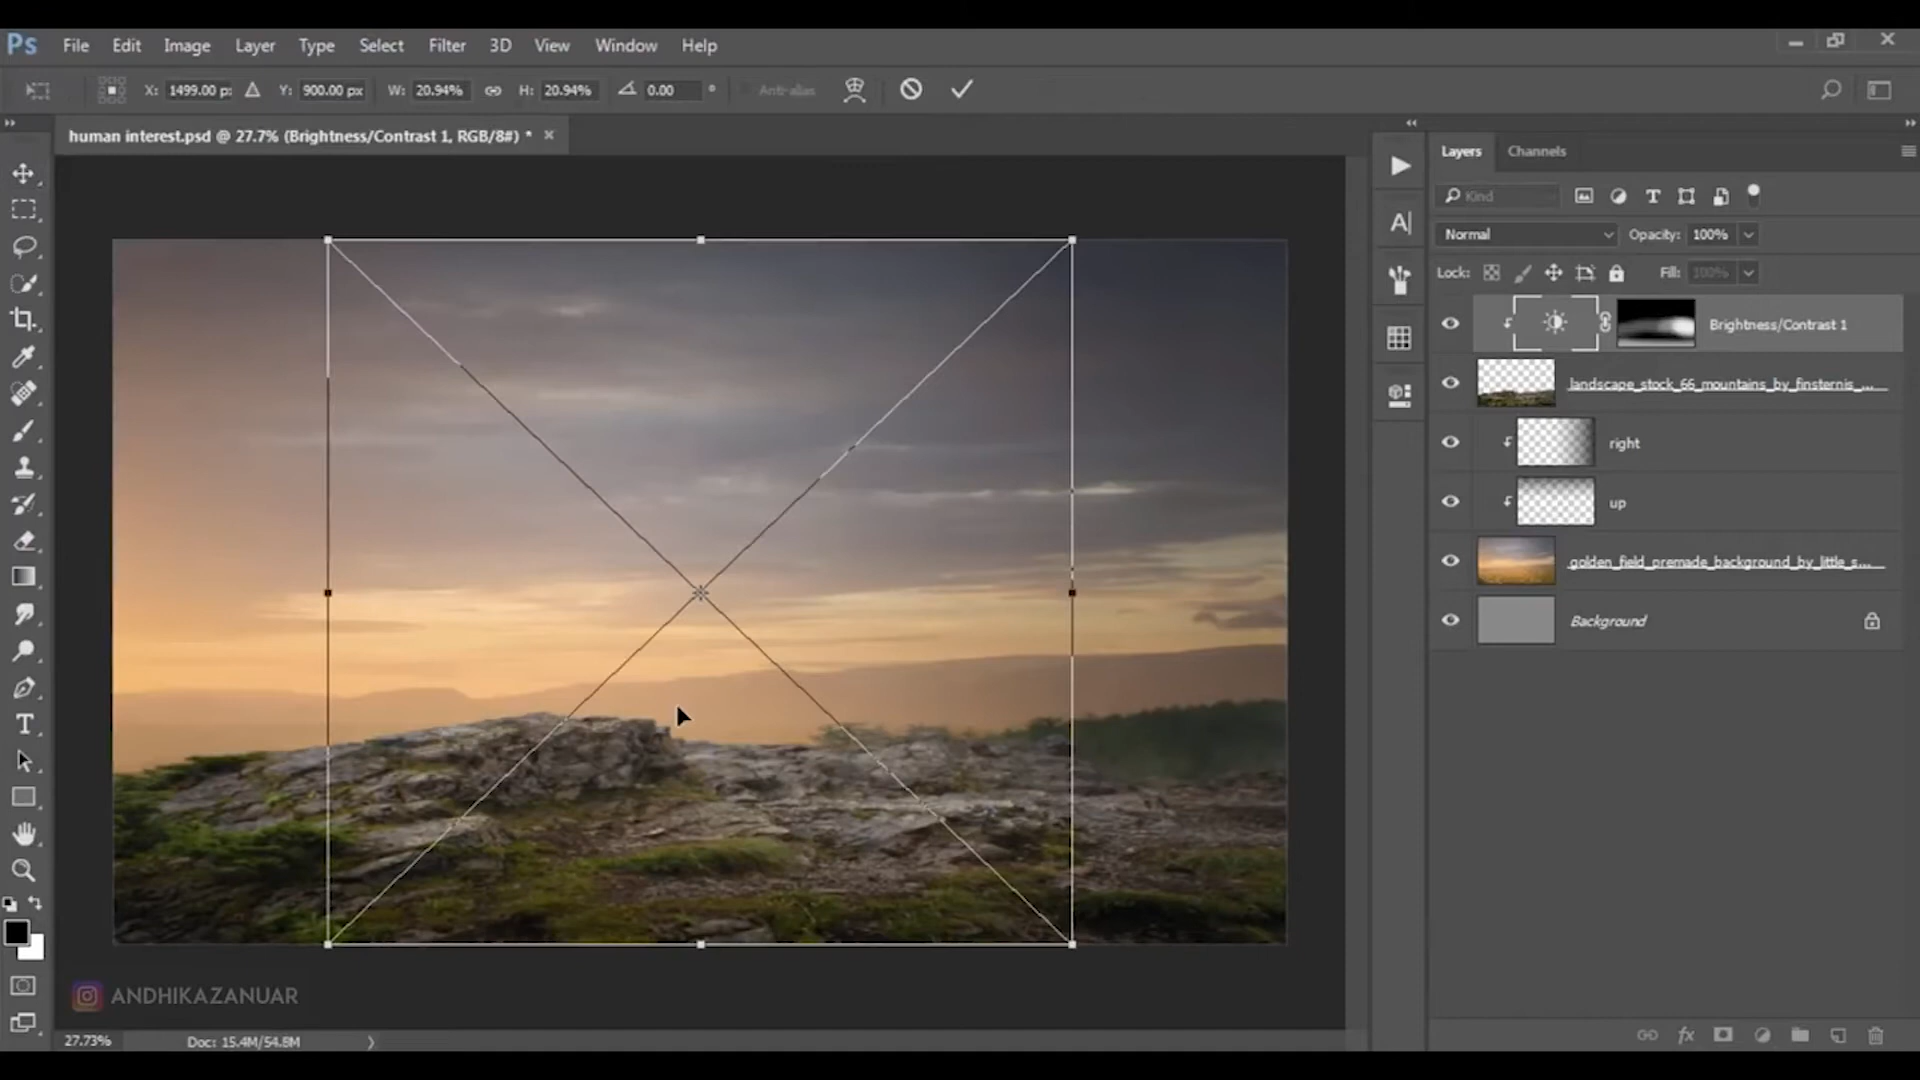 Ps File Edit Image Layer Type Select Filter 3D View Window Help
X: 1499.00 p: Y: 900.00 px W: 20.94% H: 20.94% 0.00 ° Anti-alias
human interest.psd @ 27.7% (Brightness/Contrast 1, RGB/8#) *
Layers Channels
Kind
Normal Opacity: 100%
Lock: Fill: 100%
Brightness/Contrast 1
landscape_stock_66_mountains_by_finsternis_...
right
up
golden_field_premade_background_by_little_s...
Background
ANDHIKAZANUAR
27.73% Doc: 15.4M/54.8M